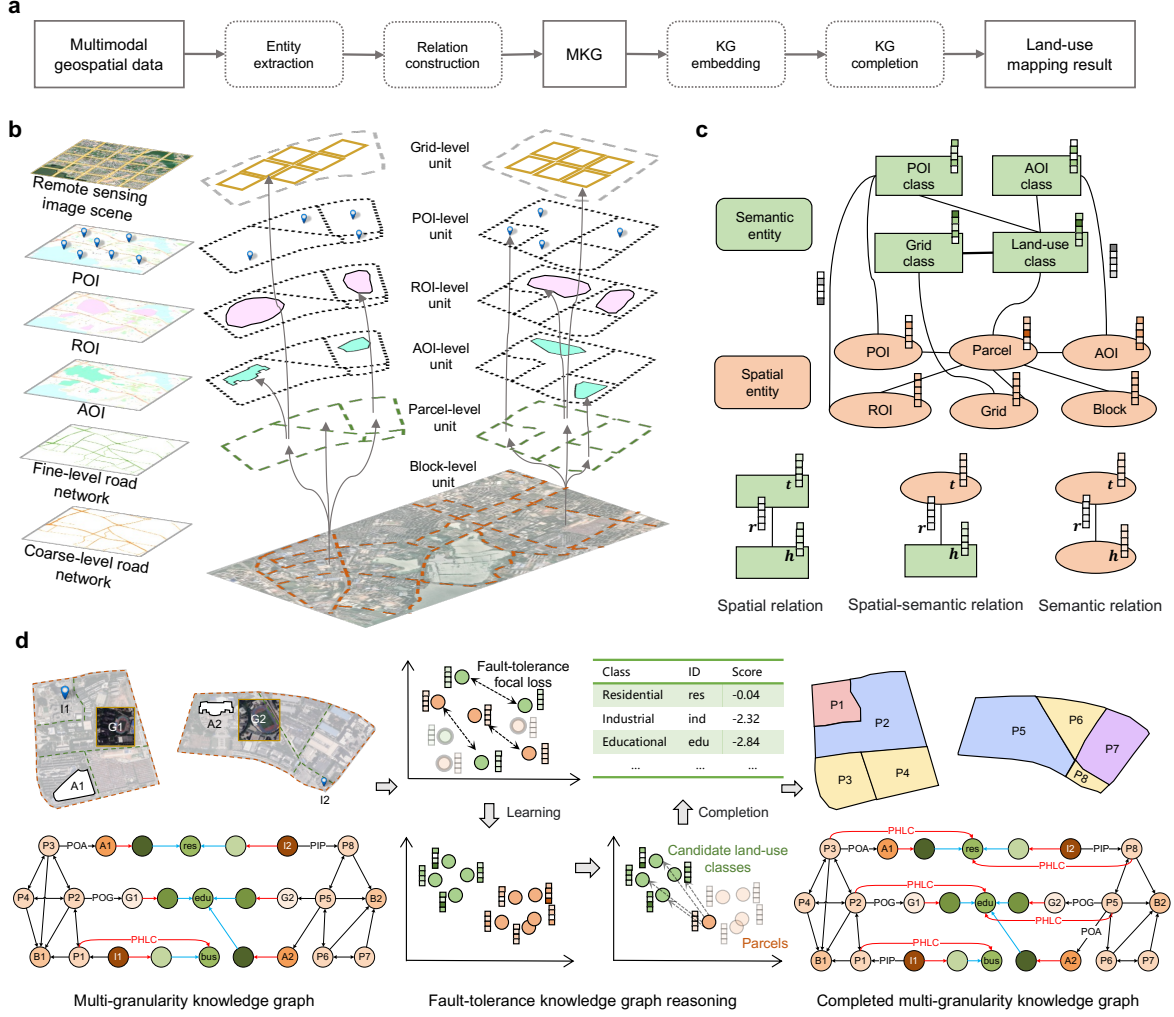 a
Multimodal
geospatial data
Entity
extraction
Relation
construction
MKG
KG
embedding
KG
completion
Land-use
mapping result
b
Remote sensing
image scene
POI
ROI
AOI
Fine-level road
network
Coarse-level road
network
Grid-level
unit
POI-level
unit
ROI-level
unit
AOI-level
unit
Parcel-level
unit
Block-level
unit
c
Semantic
entity
POI
class
AOI
class
Grid
class
Land-use
class
Spatial
entity
POI
Parcel
AOI
ROI
Grid
Block
t
r
h
Spatial relation
t
r
h
Spatial-semantic relation
t
r
h
Semantic relation
d
I1
G1
A1
A2
G2
I2
P3
POA
A1
res
I2
PIP
P8
P4
P2
POG
G1
edu
G2
P5
B2
PHLC
B1
P1
I1
bus
A2
P6
P7
Multi-granularity knowledge graph
Fault-tolerance
focal loss
Class ID Score
Residential res -0.04
Industrial ind -2.32
Educational edu -2.84
... ... ...
Learning
Completion
Candidate land-use
classes
Parcels
Fault-tolerance knowledge graph reasoning
P1
P2
P3
P4
P5
P6
P7
P8
PHLC
P3
POA
A1
res
I2
PIP
P8
PHLC
PHLC
P4
P2
POG
G1
edu
G2
POG
P5
B2
PHLC
POA
PHLC
B1
P1
PIP
I1
bus
A2
P6
P7
Completed multi-granularity knowledge graph